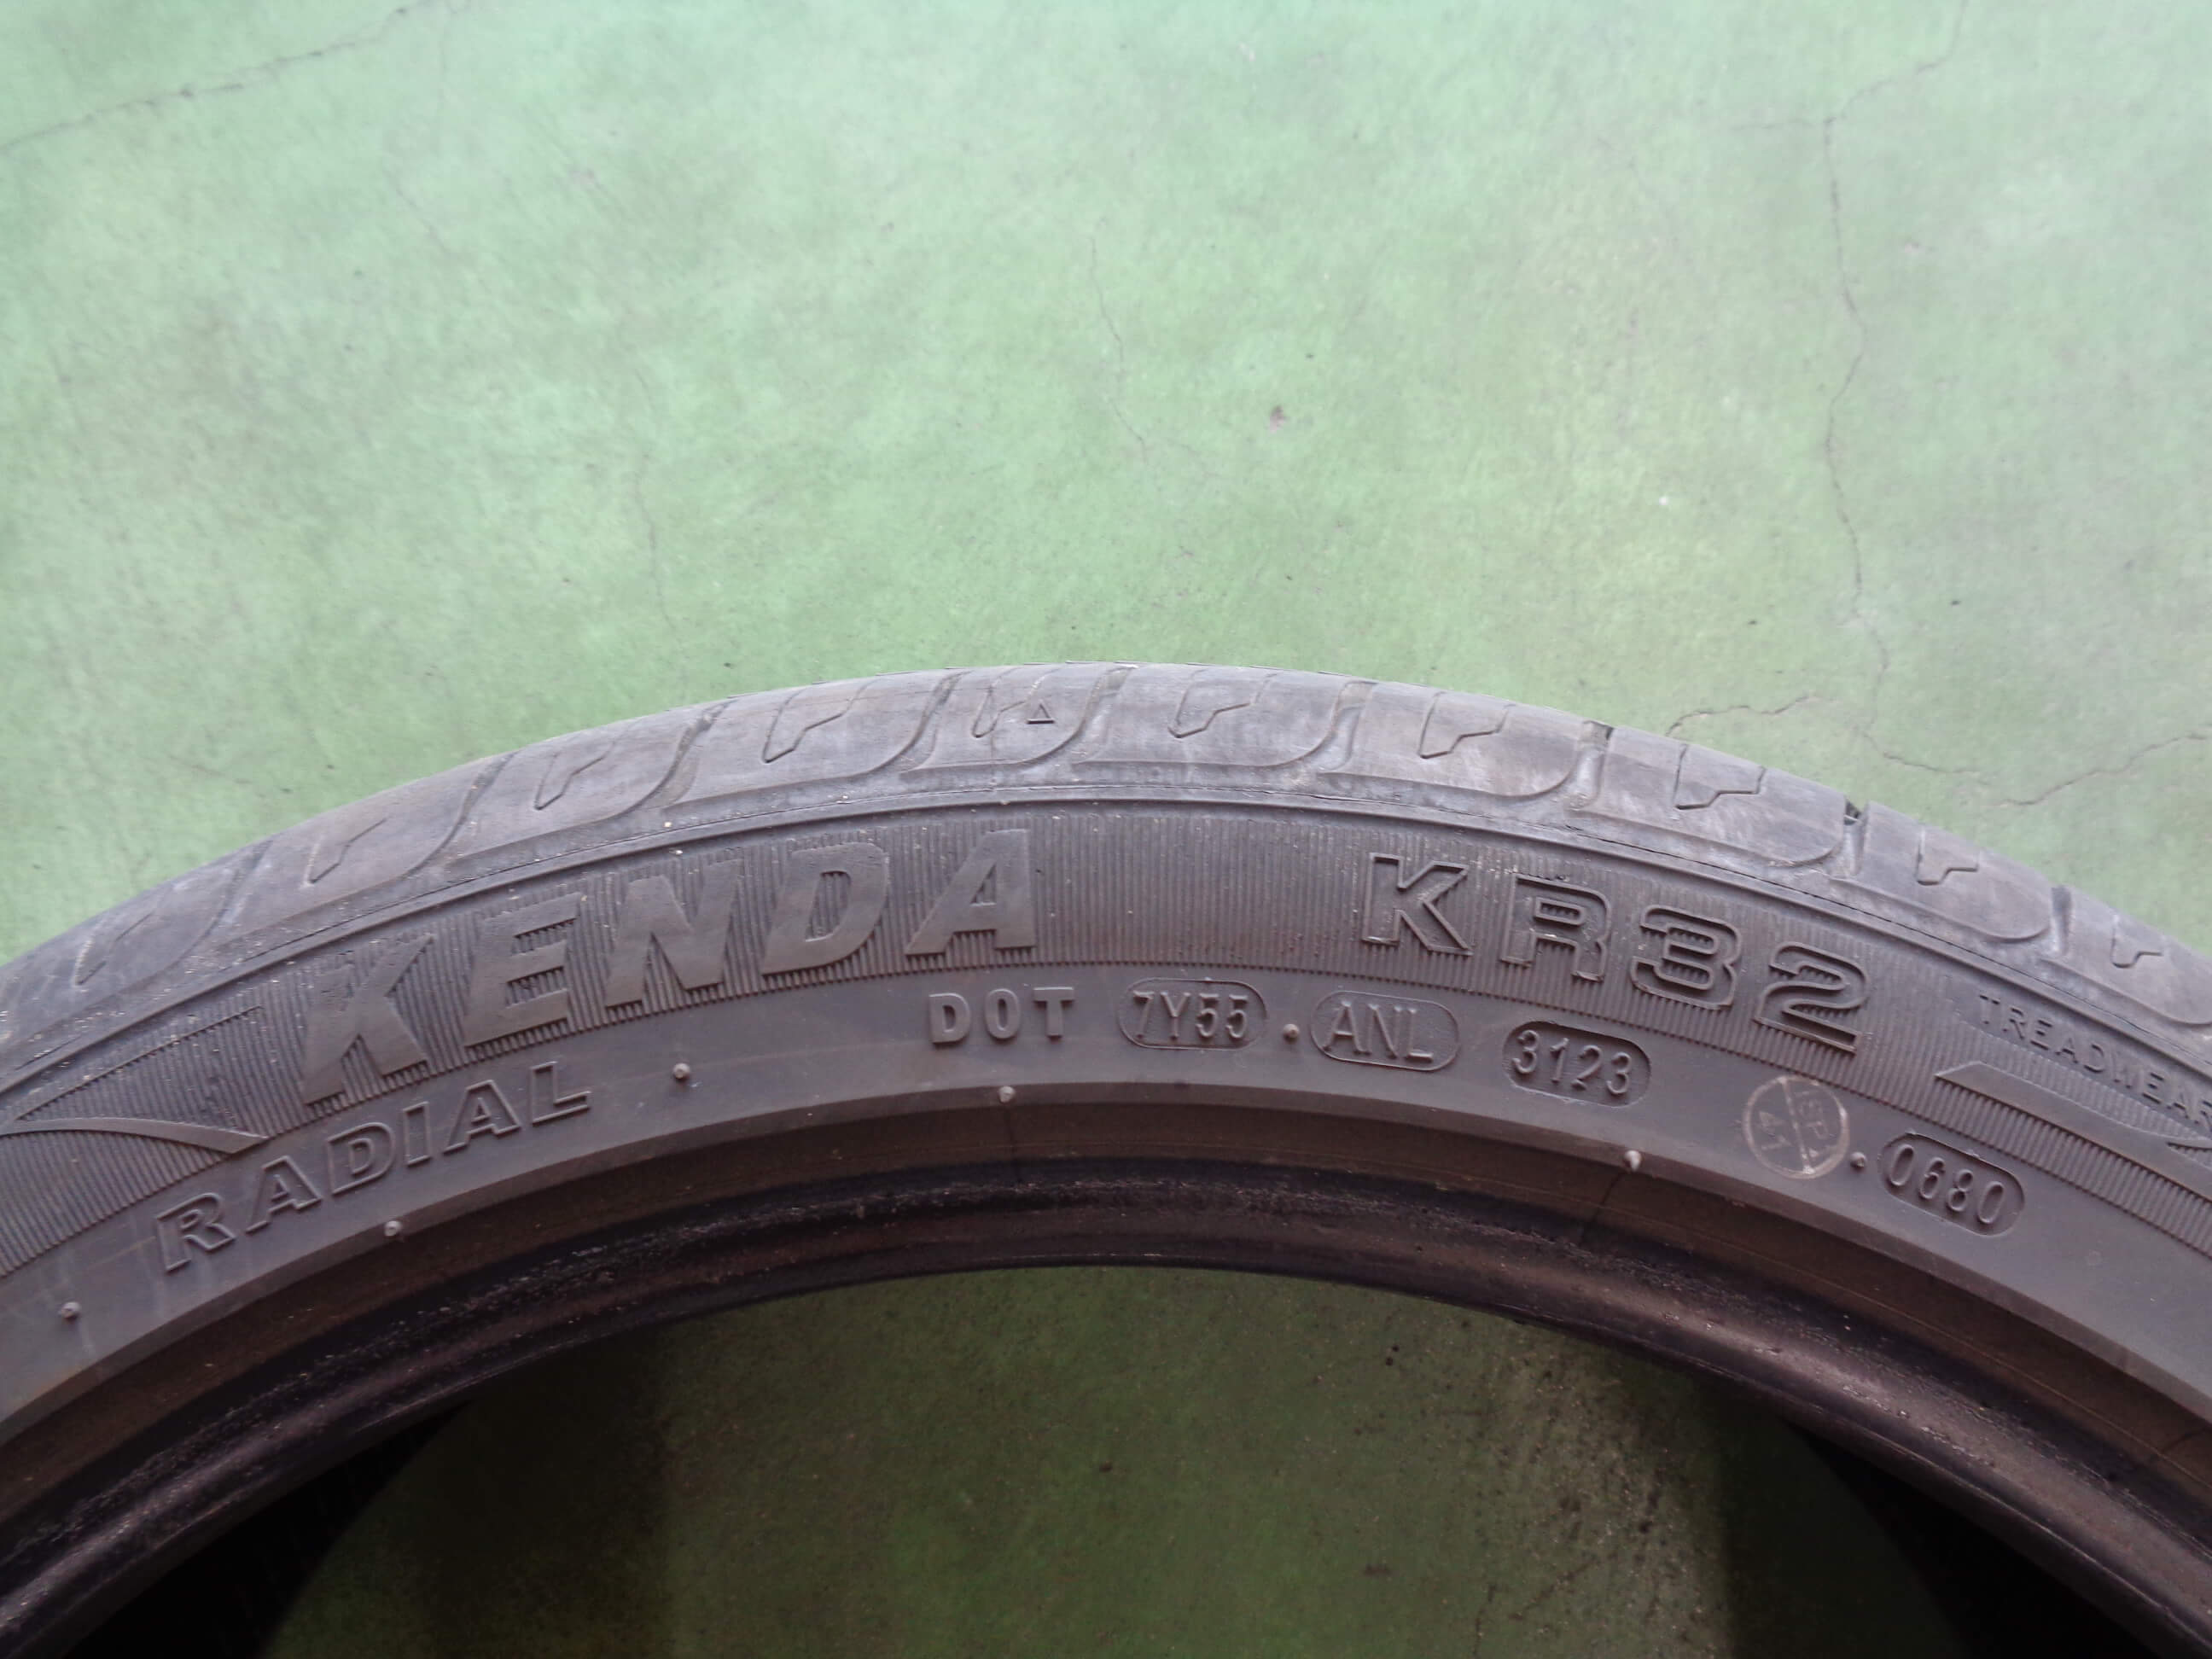 KENDA KR32
RADIAL
DOT 7Y55 . ANL 3123
TREADWEAR
0680